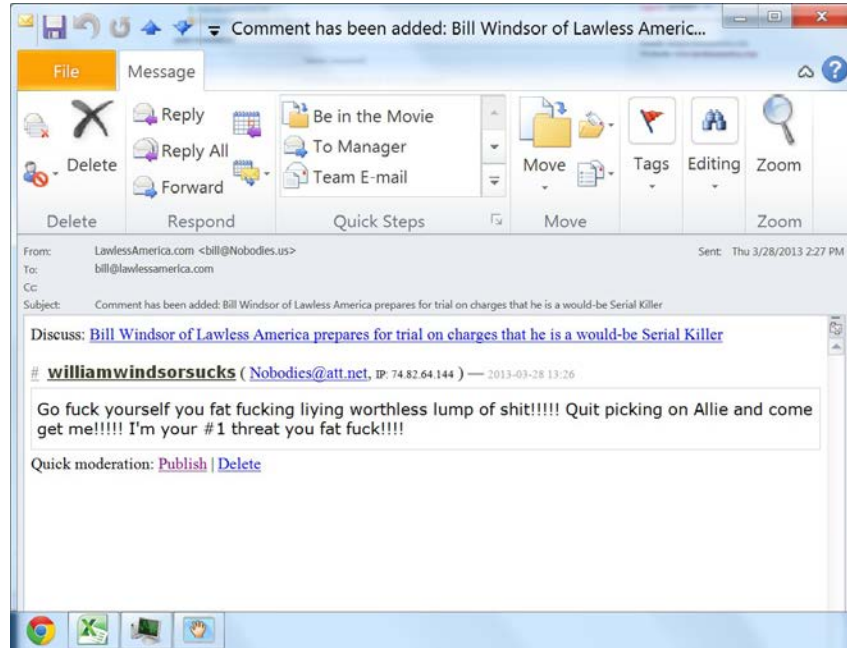 Comment has been added: Bill Windsor of Lawless Americ...
File Message
Reply
Reply All
Forward
Delete
Be in the Movie
To Manager
Team E-mail
Move
Tags
Editing
Zoom
Delete Respond Quick Steps Move Zoom
From: LawlessAmerica.com <bill@Nobodies.us> Sent: Thu 3/28/2013 2:27 PM
To: bill@lawlessamerica.com
Cc
Subject: Comment has been added: Bill Windsor of Lawless America prepares for trial on charges that he is a would-be Serial Killer
Discuss: Bill Windsor of Lawless America prepares for trial on charges that he is a would-be Serial Killer
# williamwindsorsucks ( Nobodies@att.net, IP: 74.82.64.144 ) — 2013-03-28 13:26
Go fuck yourself you fat fucking liying worthless lump of shit!!!!! Quit picking on Allie and come
get me!!!!! I'm your #1 threat you fat fuck!!!!
Quick moderation: Publish | Delete